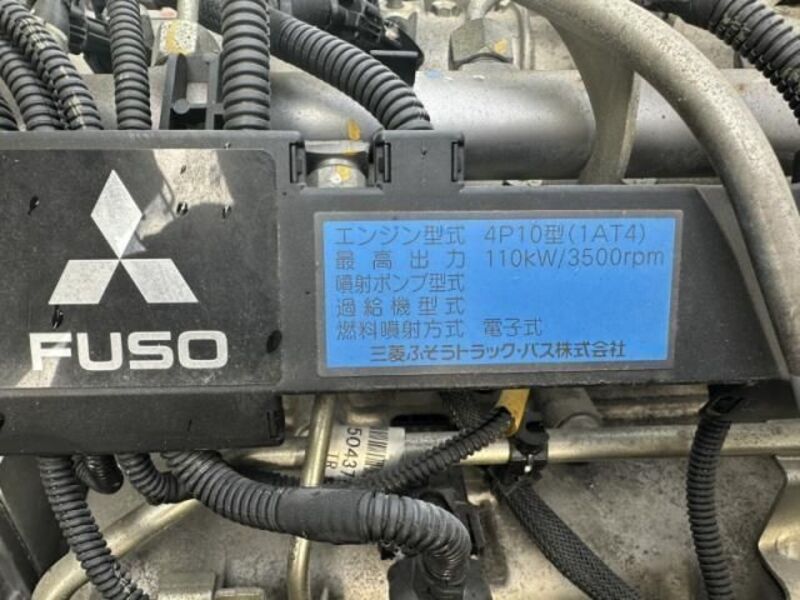 FUSO
エンジン型式 4P10型(1AT4)
最高出力 110kW/3500rpm
噴射ポンプ型式
過給機型式
燃料噴射方式 電子式
三菱ふそうトラック・バス株式会社
50437